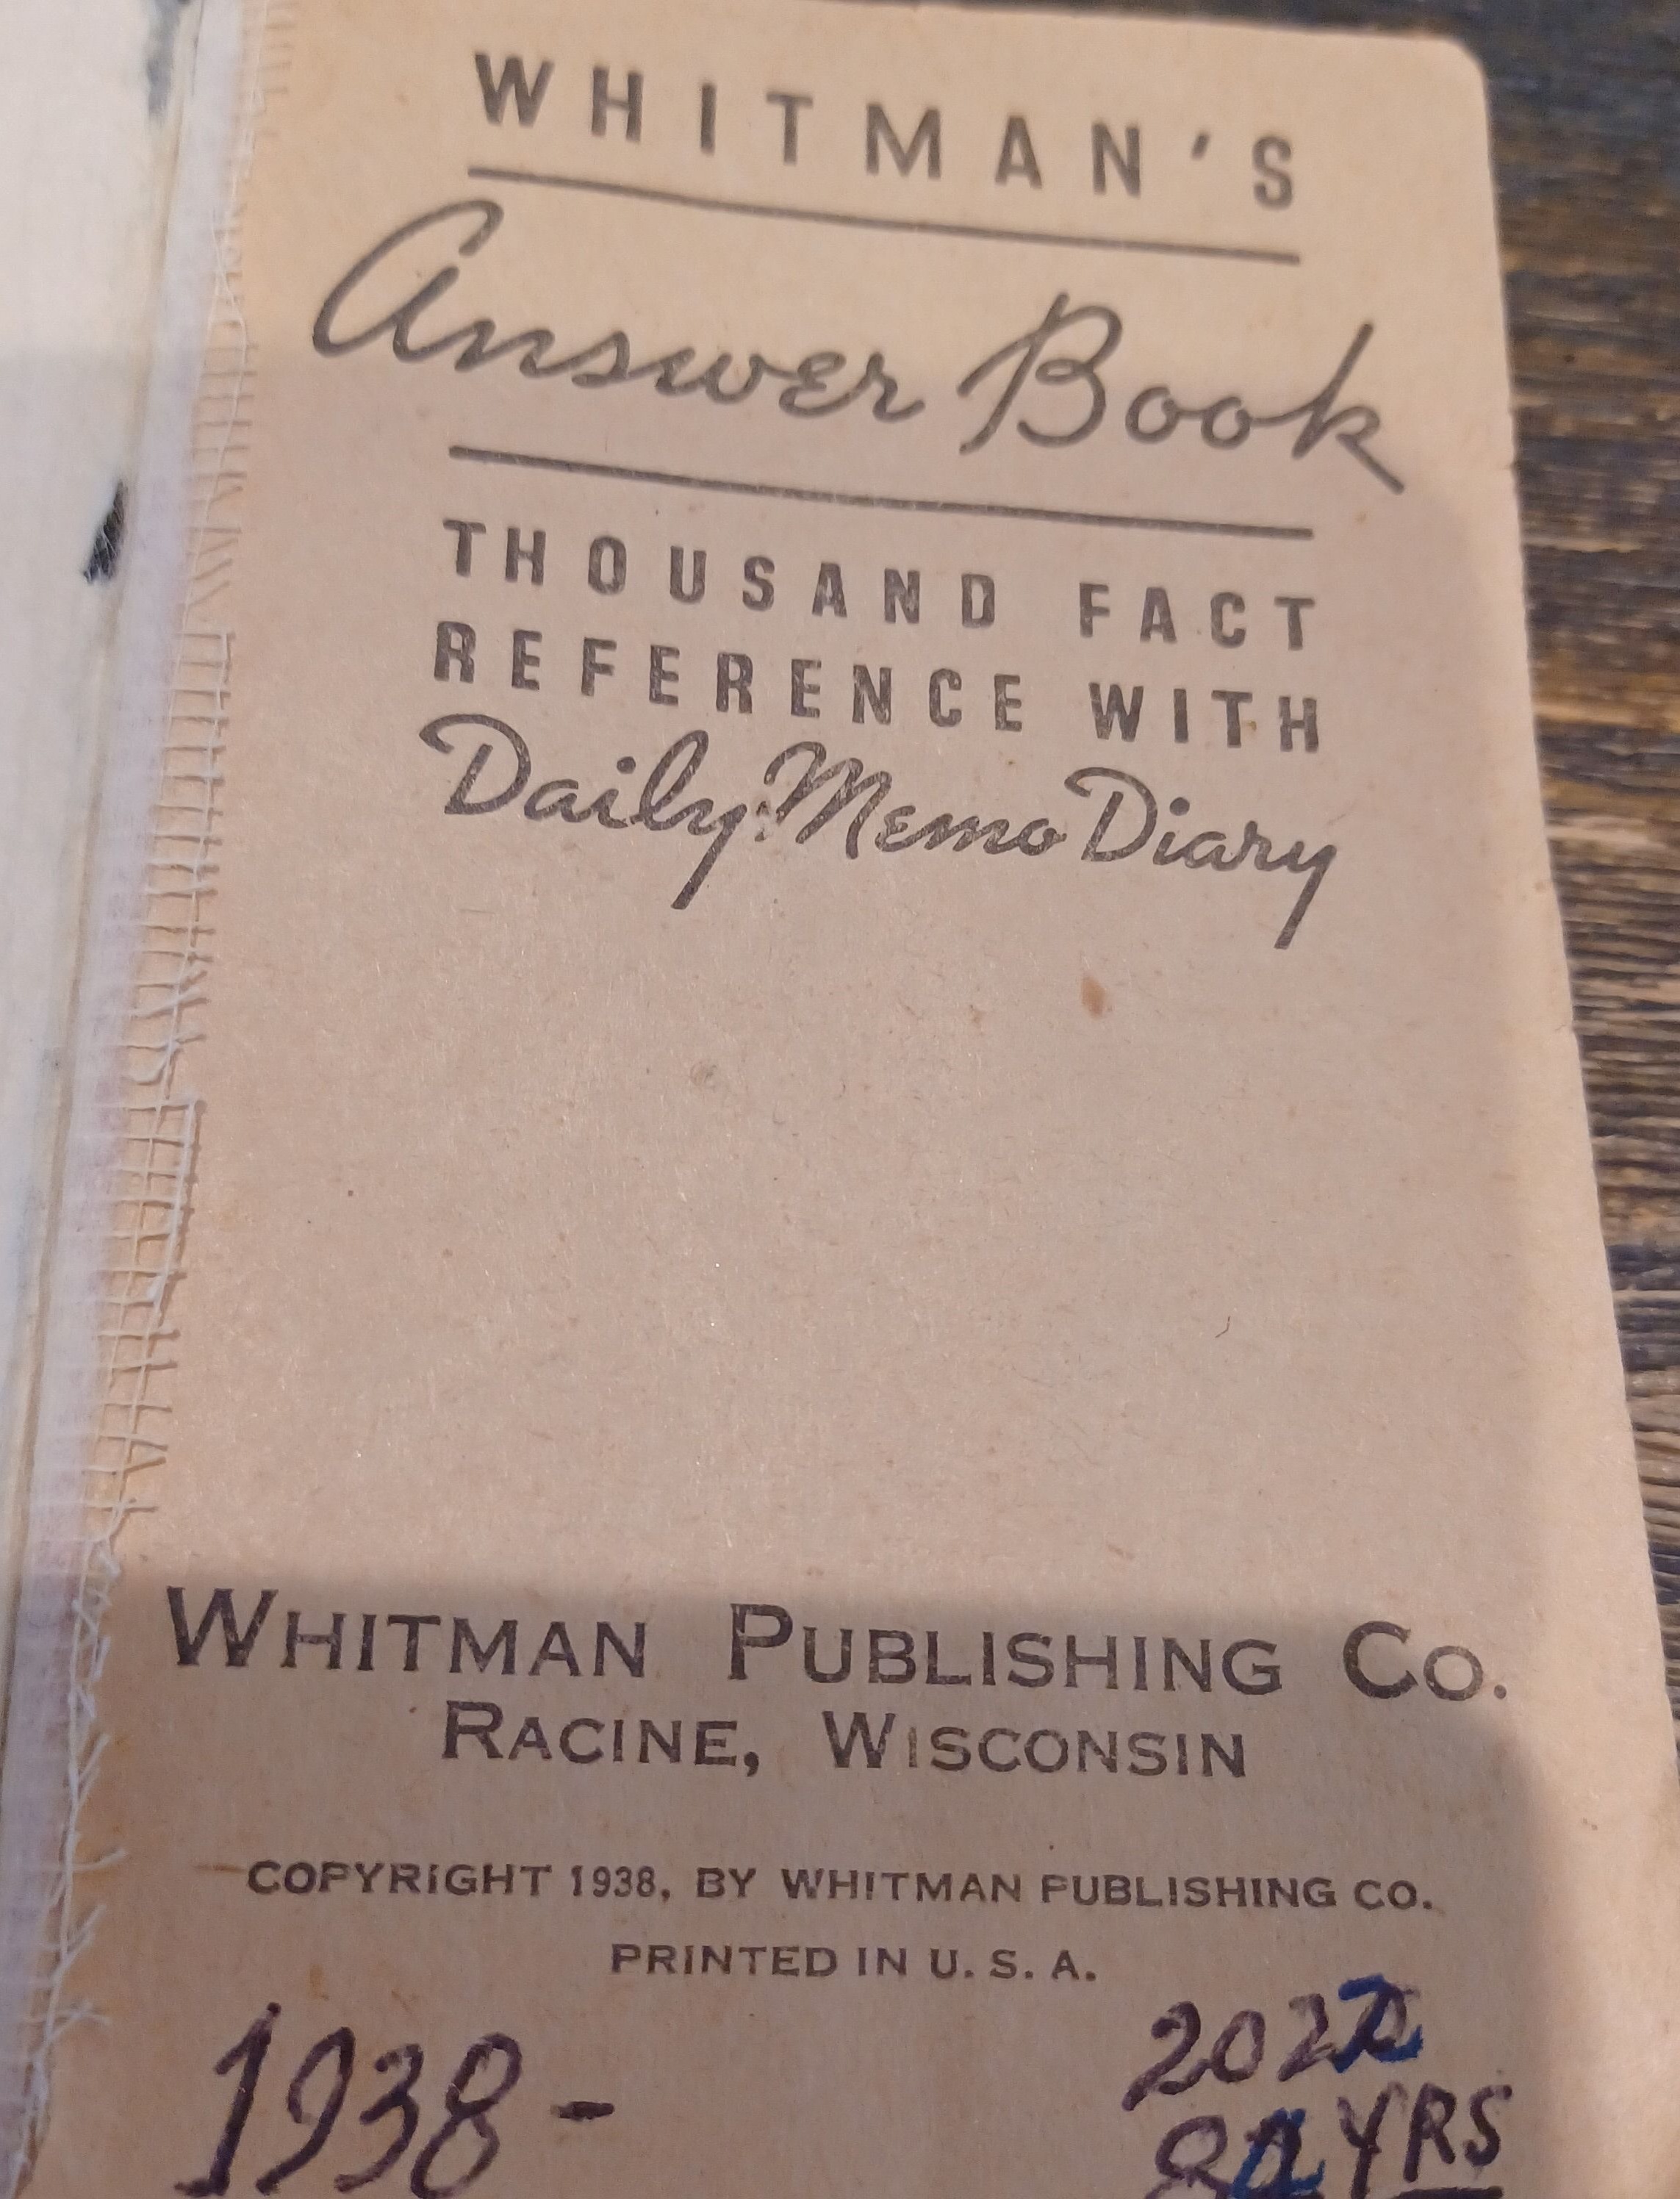 WHITMAN'S
Answer Book
THOUSAND FACT
REFERENCE WITH
Daily Memo Diary
WHITMAN PUBLISHING CO.
RACINE, WISCONSIN
COPYRIGHT 1938, BY WHITMAN PUBLISHING CO.
PRINTED IN U. S. A.
1938 -
YRS